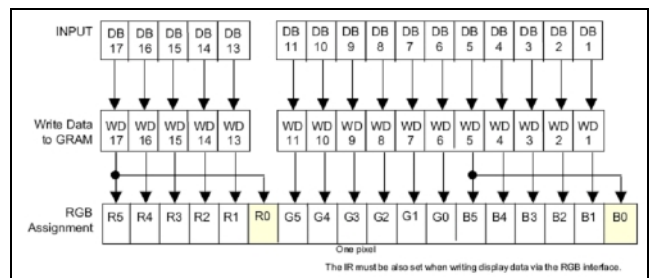 INPUT DB DB DB DB DB DB DB DB DB DB DB DB DB DB DB DB
17 16 15 14 13 11 10 9 8 7 6 5 4 3 2 1
Write Data WD WD WD WD WD WD WD WD WD WD WD WD WD WD WD WD
to GRAM 17 16 15 14 13 11 10 9 8 7 6 5 4 3 2 1
RGB
Assignment R5 R4 R3 R2 R1 R0 G5 G4 G3 G2 G1 G0 B5 B4 B3 B2 B1 B0
One pixel
The IR must be also set when writing display data via the RGB interface.